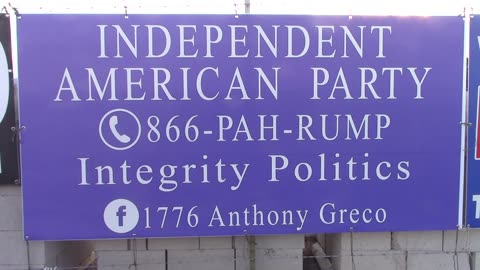 INDEPENDENT
AMERICAN PARTY
866-PAH-RUMP
Integrity Politics
f 1776 Anthony Greco